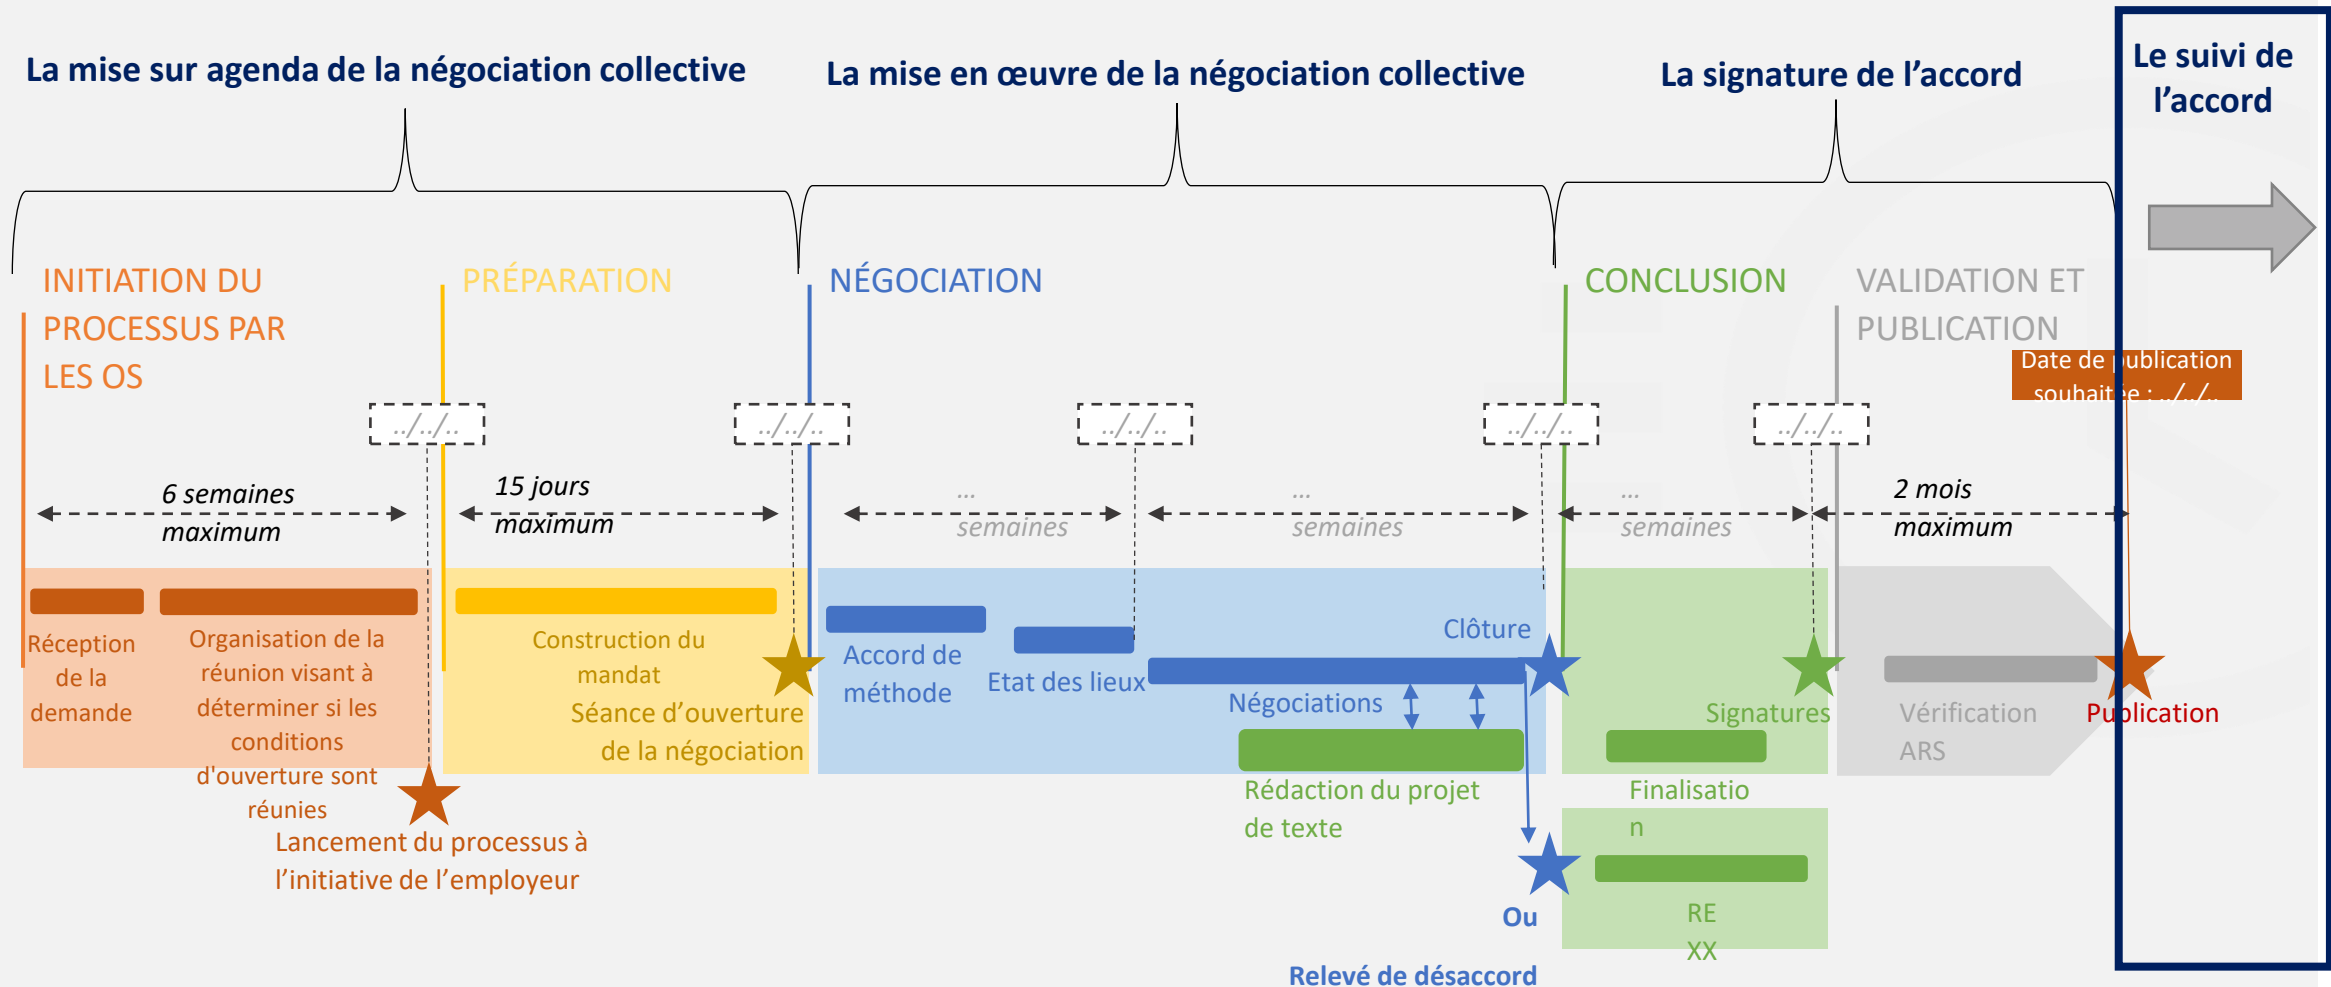 La mise sur agenda de la négociation collective
La mise en œuvre de la négociation collective
La signature de l’accord
Le suivi de
l’accord
INITIATION DU
PROCESSUS PAR
LES OS
PRÉPARATION
NÉGOCIATION
CONCLUSION
VALIDATION ET
PUBLICATION
Date de publication
souhaitée : ../../..
../../..
../../..
../../..
../../..
../../..
6 semaines
maximum
15 jours
maximum
...
semaines
...
semaines
...
semaines
2 mois
maximum
Réception
de la
demande
Organisation de la
réunion visant à
déterminer si les
conditions
d'ouverture sont
réunies
Lancement du processus à
l’initiative de l’employeur
Construction du
mandat
Séance d’ouverture
de la négociation
Accord de
méthode
Etat des lieux
Négociations
Clôture
Rédaction du projet
de texte
Ou
Relevé de désaccord
Signatures
Finalisatio
n
RE
XX
Vérification
ARS
Publication